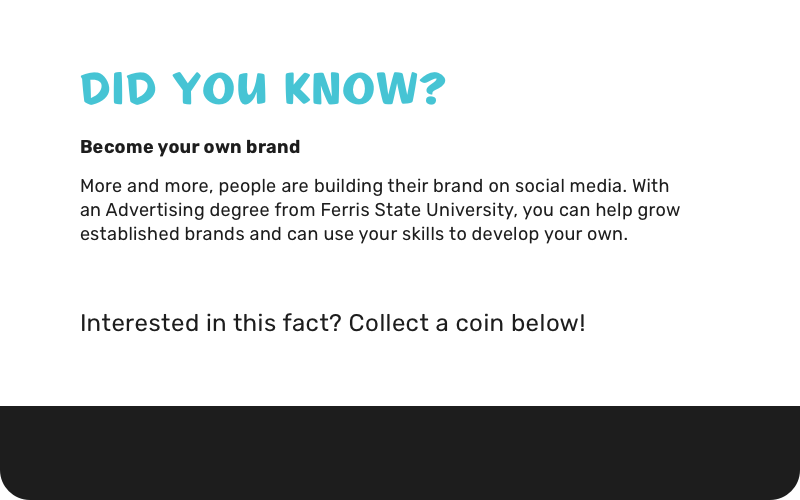 DID YOU KNOW?
Become your own brand
More and more, people are building their brand on social media. With
an Advertising degree from Ferris State University, you can help grow
established brands and can use your skills to develop your own.
Interested in this fact? Collect a coin below!